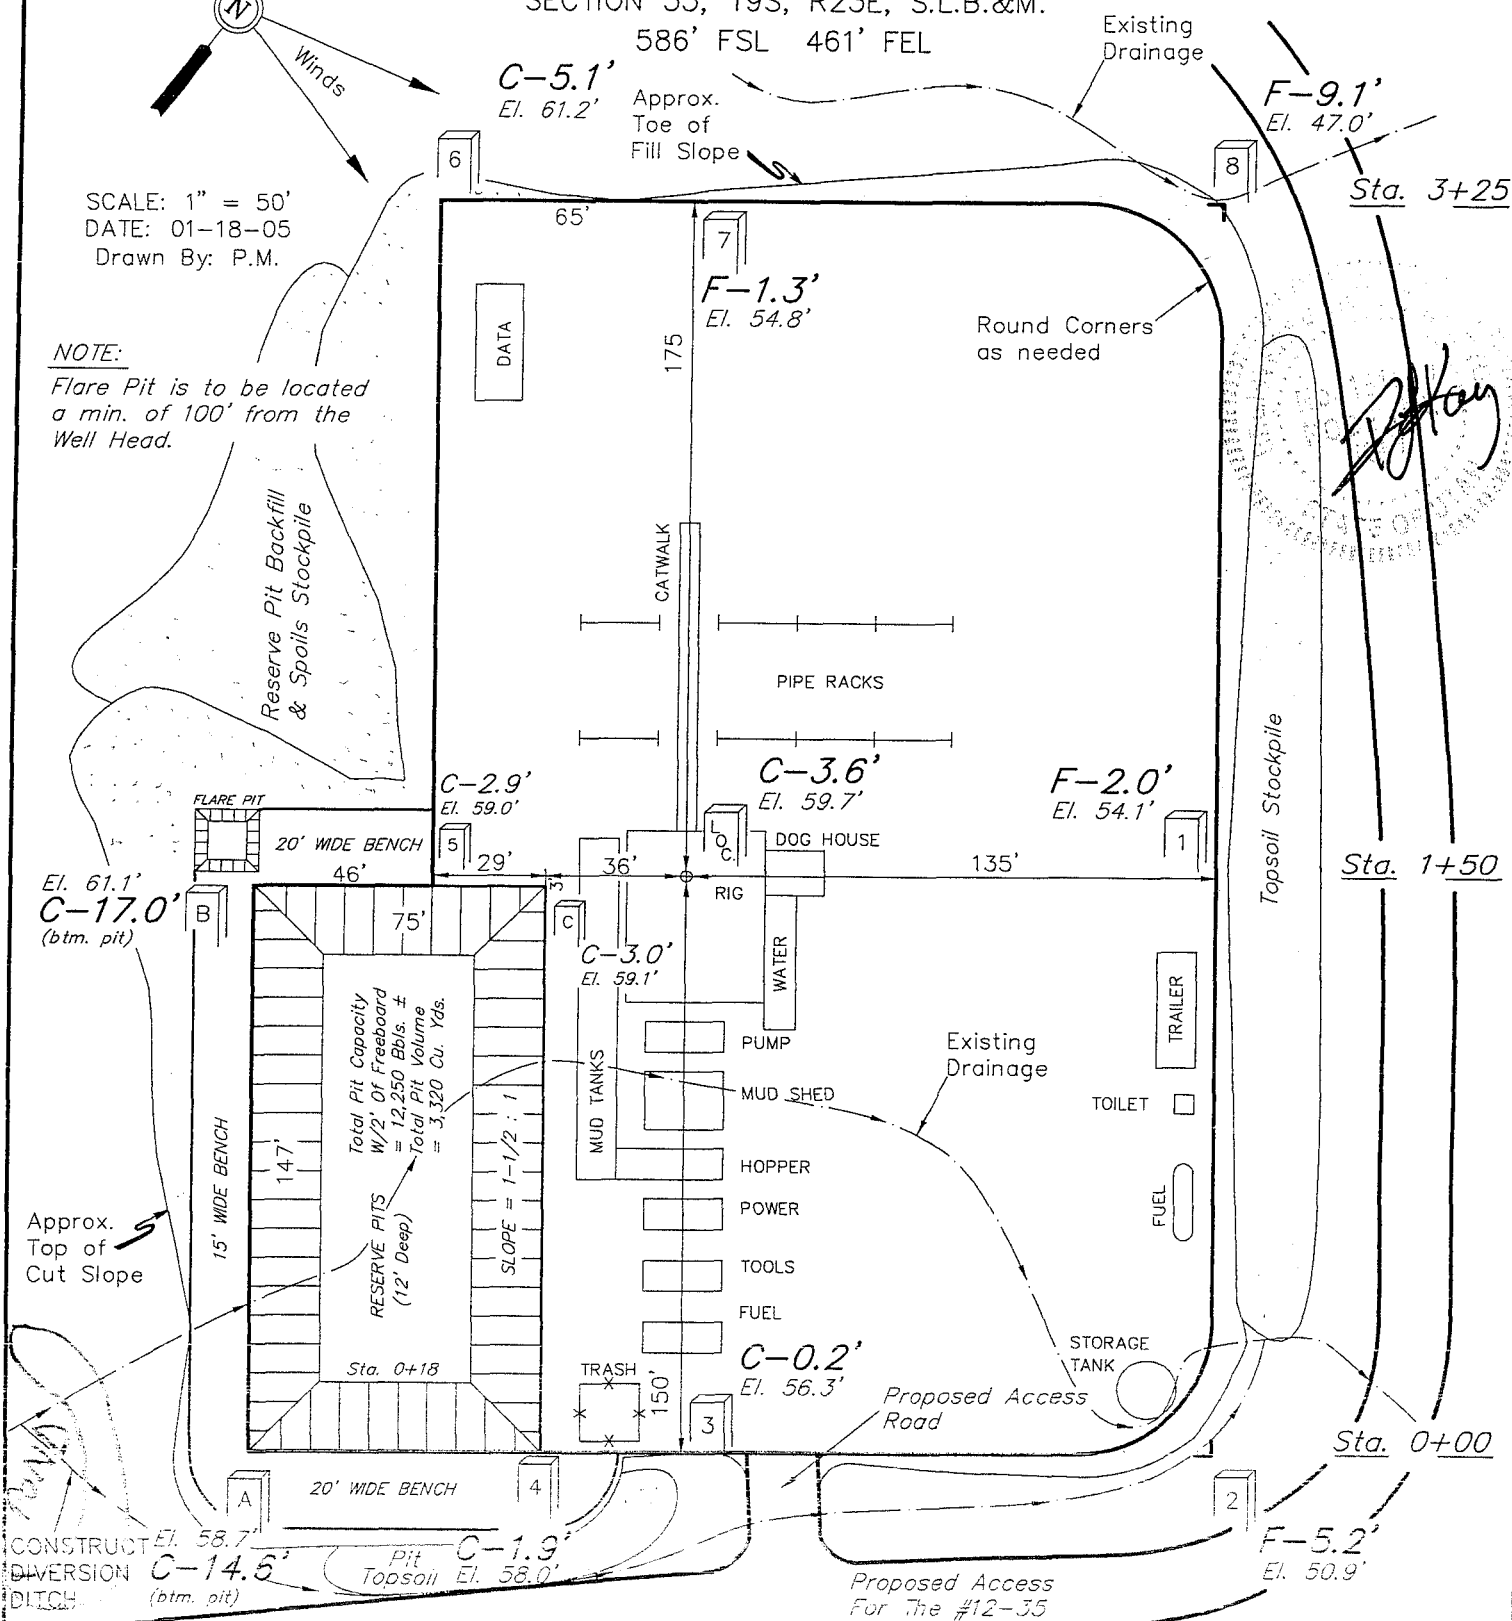 SECTION 35, T9S, R25E, S.L.B.&M.
586' FSL 461' FEL
N
Winds
C-5.1'
El. 61.2'
Approx.
Toe of
Fill Slope
Existing
Drainage
F-9.1'
El. 47.0'
6
8
Sta. 3+25
SCALE: 1" = 50'
DATE: 01-18-05
Drawn By: P.M.
65'
7
F-1.3'
El. 54.8'
175
DATA
Round Corners
as needed
NOTE:
Flare Pit is to be located
a min. of 100' from the
Well Head.
STATE OF UTAH
Reserve Pit Backfill
& Spoils Stockpile
CATWALK
PIPE RACKS
Topsoil Stockpile
C-2.9'
El. 59.0'
C-3.6'
El. 59.7'
F-2.0'
El. 54.1'
FLARE PIT
20' WIDE BENCH
5
LOC.
DOG HOUSE
1
Sta. 1+50
46'
29'
3'
36'
135'
RIG
El. 61.1'
C-17.0'
(btm. pit)
B
75'
C
C-3.0'
El. 59.1'
WATER
TRAILER
Total Pit Capacity
W/2' Of Freeboard
= 12,250 Bbls. ±
Total Pit Volume
= 3,320 Cu. Yds.
MUD TANKS
PUMP
MUD SHED
Existing
Drainage
TOILET
147'
15' WIDE BENCH
SLOPE = 1-1/2 : 1
HOPPER
POWER
FUEL
RESERVE PITS
(12' Deep)
Approx.
Top of
Cut Slope
TOOLS
FUEL
Sta. 0+18
TRASH
150'
C-0.2'
El. 56.3'
3
STORAGE
TANK
Proposed Access
Road
Sta. 0+00
POND
A
20' WIDE BENCH
4
2
CONSTRUCT
DIVERSION
DITCH
El. 58.7'
C-14.6'
(btm. pit)
Pit
Topsoil
C-1.9'
El. 58.0'
F-5.2'
El. 50.9'
Proposed Access
For The #12-35